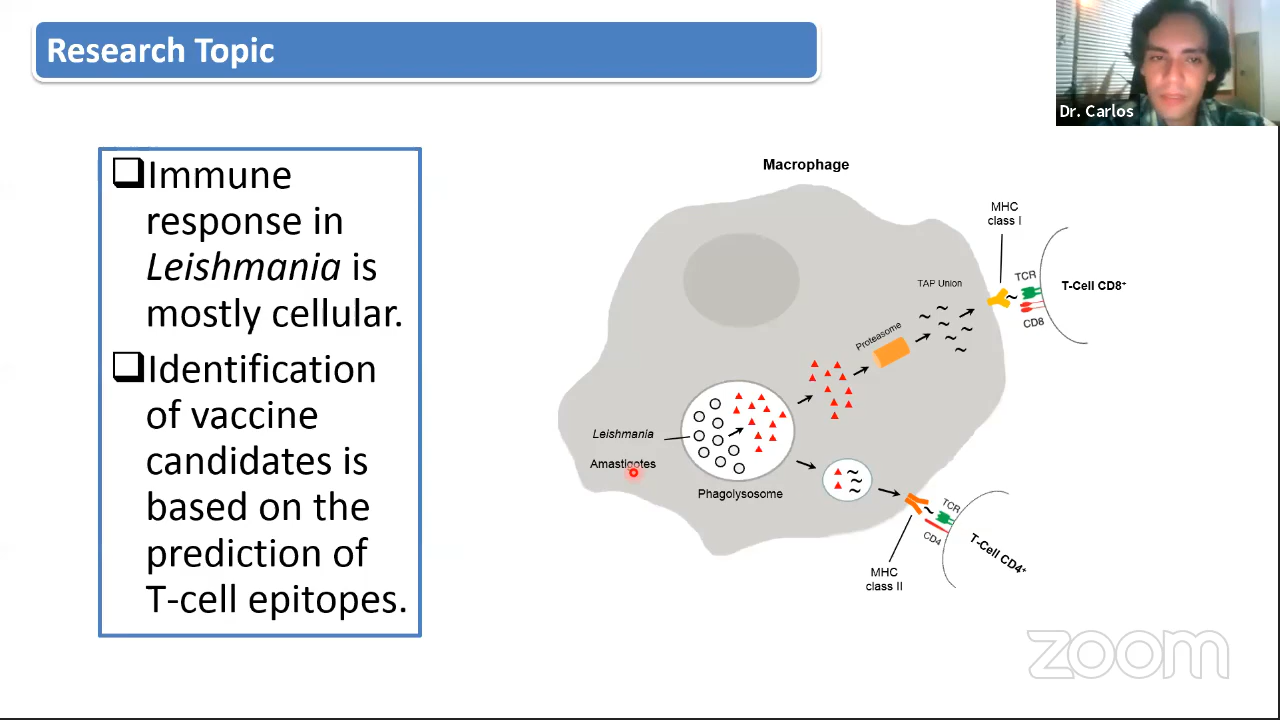 Research Topic
Dr. Carlos
Immune
response in
Leishmania is
mostly cellular.
Identification
of vaccine
candidates is
based on the
prediction of
T-cell epitopes.
Macrophage
MHC
class I
TCR
T-Cell CD8⁺
CD8
TAP Union
Proteasome
Leishmania
Amastigotes
Phagolysosome
TCR
CD4
T-Cell CD4⁺
MHC
class II
zoom